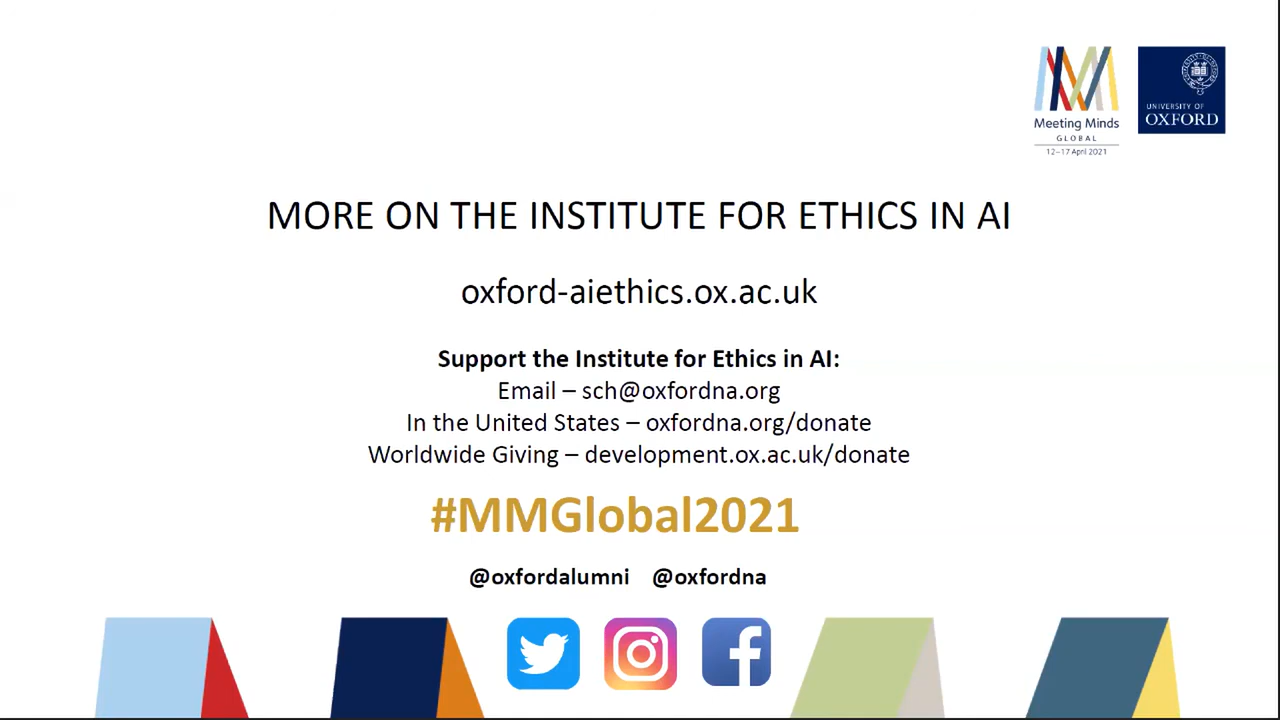 Meeting Minds
GLOBAL
12–17 April 2021
UNIVERSITY OF
OXFORD
MORE ON THE INSTITUTE FOR ETHICS IN AI
oxford-aiethics.ox.ac.uk
Support the Institute for Ethics in AI:
Email – sch@oxfordna.org
In the United States – oxfordna.org/donate
Worldwide Giving – development.ox.ac.uk/donate
#MMGlobal2021
@oxfordalumni @oxfordna